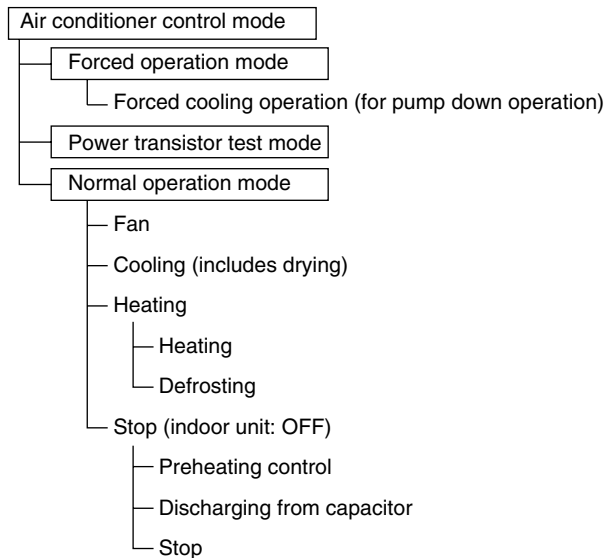 Air conditioner control mode
Forced operation mode
Forced cooling operation (for pump down operation)
Power transistor test mode
Normal operation mode
Fan
Cooling (includes drying)
Heating
Heating
Defrosting
Stop (indoor unit: OFF)
Preheating control
Discharging from capacitor
Stop